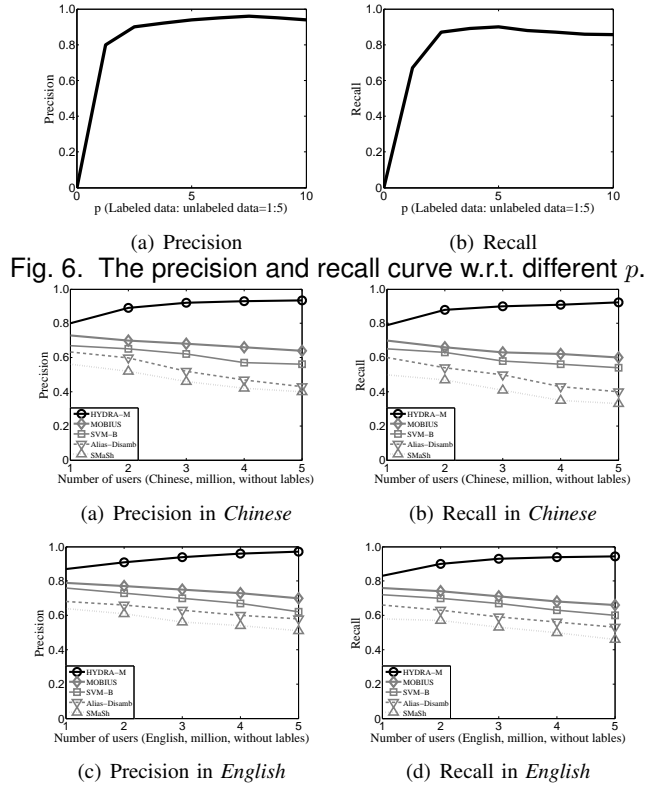 1.0
0.8
0.6
0.4
0.2
0
0 5 10
Precision
p (Labeled data: unlabeled data=1:5)
(a) Precision
1.0
0.8
0.6
0.4
0.2
0
0 5 10
Recall
p (Labeled data: unlabeled data=1:5)
(b) Recall
Fig. 6. The precision and recall curve w.r.t. different p.
1.0
0.8
0.6
0.4
0.2
0
1 2 3 4 5
Precision
HYDRA−M
MOBIUS
SVM−B
Alias−Disamb
SMaSh
Number of users (Chinese, million, without lables)
(a) Precision in Chinese
1.0
0.8
0.6
0.4
0.2
0
1 2 3 4 5
Recall
HYDRA−M
MOBIUS
SVM−B
Alias−Disamb
SMaSh
Number of users (Chinese, million, without lables)
(b) Recall in Chinese
1.0
0.8
0.6
0.4
0.2
0
1 2 3 4 5
Precision
HYDRA−M
MOBIUS
SVM−B
Alias−Disamb
SMaSh
Number of users (English, million, without lables)
(c) Precision in English
1.0
0.8
0.6
0.4
0.2
0
1 2 3 4 5
Recall
HYDRA−M
MOBIUS
SVM−B
Alias−Disamb
SMaSh
Number of users (English, million, without lables)
(d) Recall in English